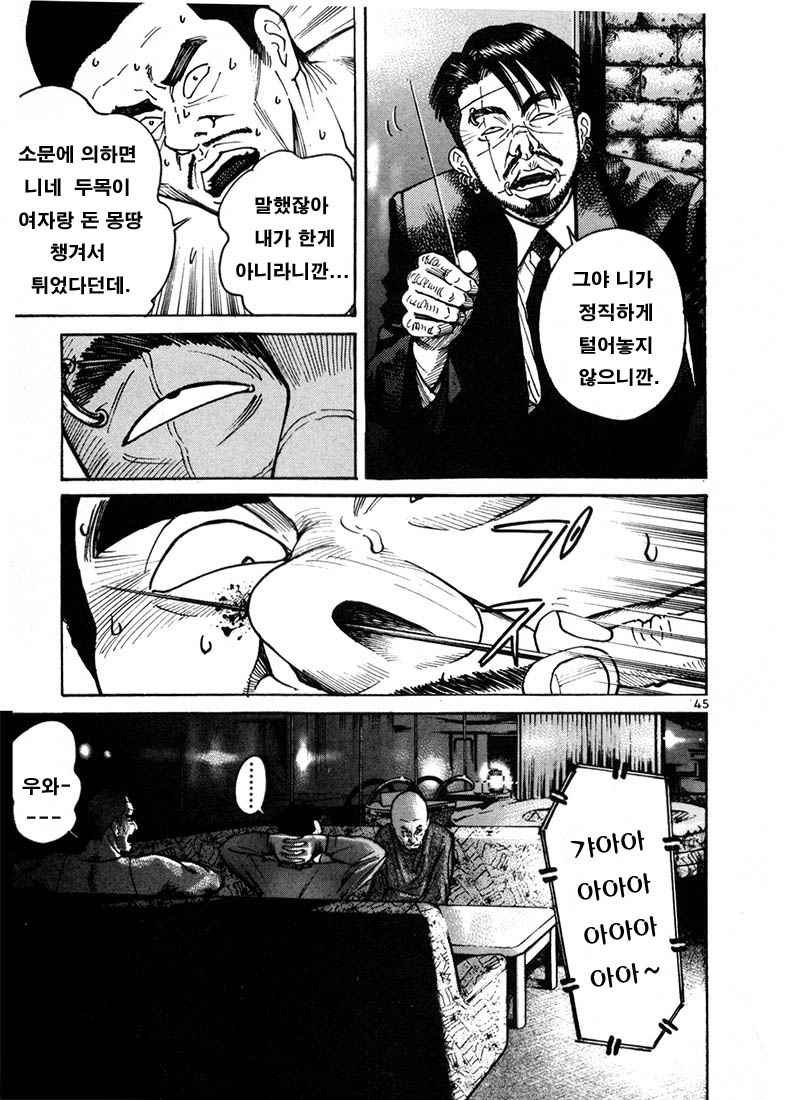 그야 니가
정직하게
털어놓지
않으니깐.
말했잖아
내가 한게
아니라니깐...
소문에 의하면
니네 두목이
여자랑 돈 몽땅
챙겨서
튀었다던데.
45
갸아아
아아아
아아아
아아~
......
우와-
---